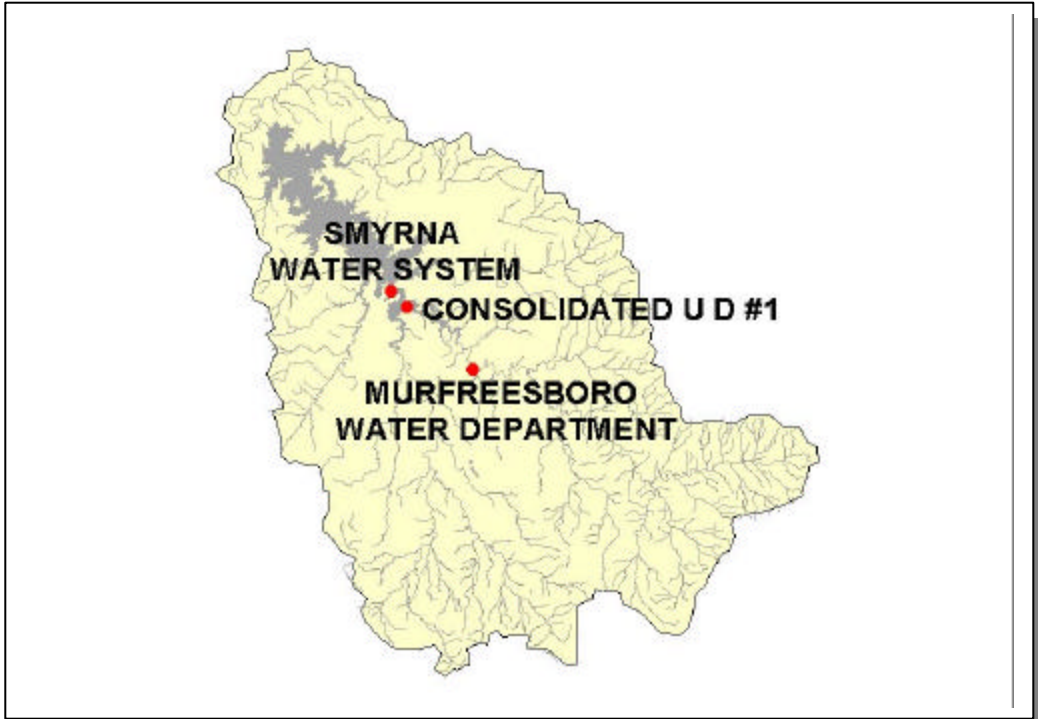 SMYRNA
WATER SYSTEM
CONSOLIDATED U D #1
MURFREESBORO
WATER DEPARTMENT